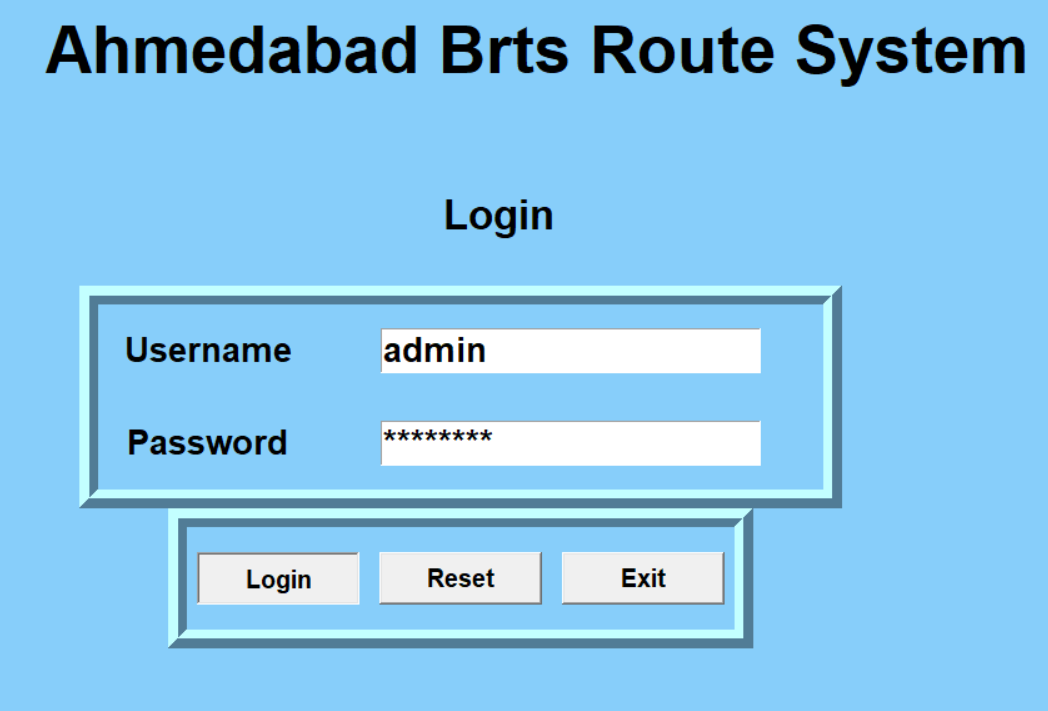 Ahmedabad Brts Route System
Login
Username admin
Password ********
Login Reset Exit